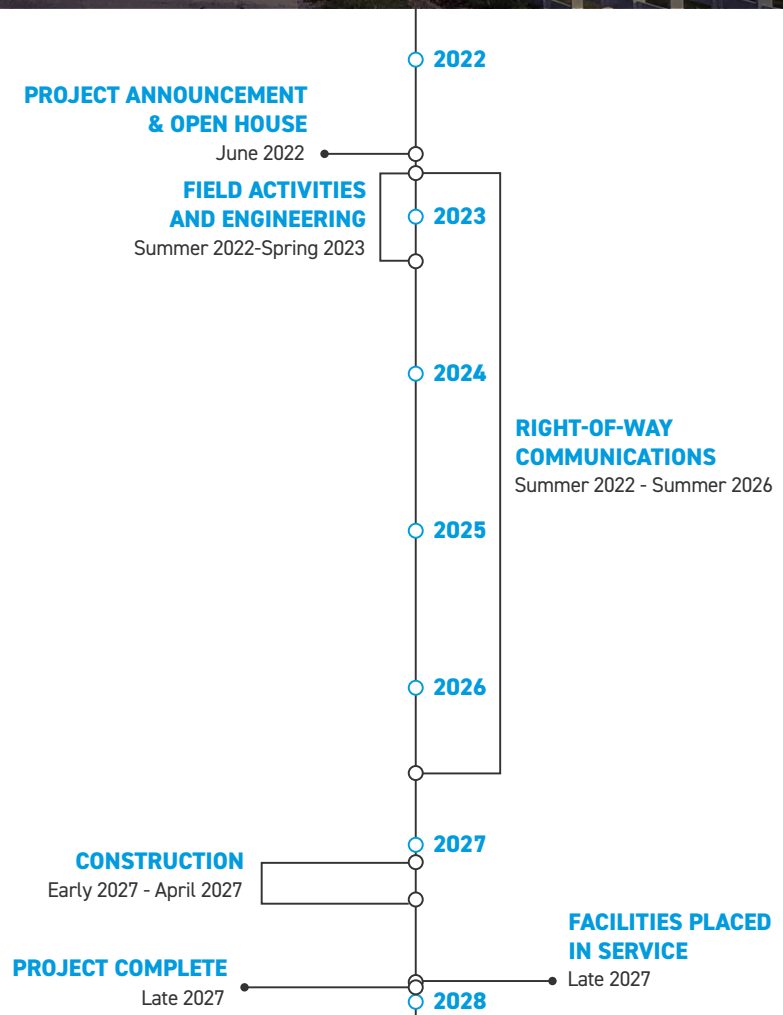 2022
PROJECT ANNOUNCEMENT
& OPEN HOUSE
June 2022
FIELD ACTIVITIES
AND ENGINEERING
Summer 2022-Spring 2023
2023
2024
RIGHT-OF-WAY
COMMUNICATIONS
Summer 2022 - Summer 2026
2025
2026
2027
CONSTRUCTION
Early 2027 - April 2027
FACILITIES PLACED
IN SERVICE
Late 2027
PROJECT COMPLETE
Late 2027
2028